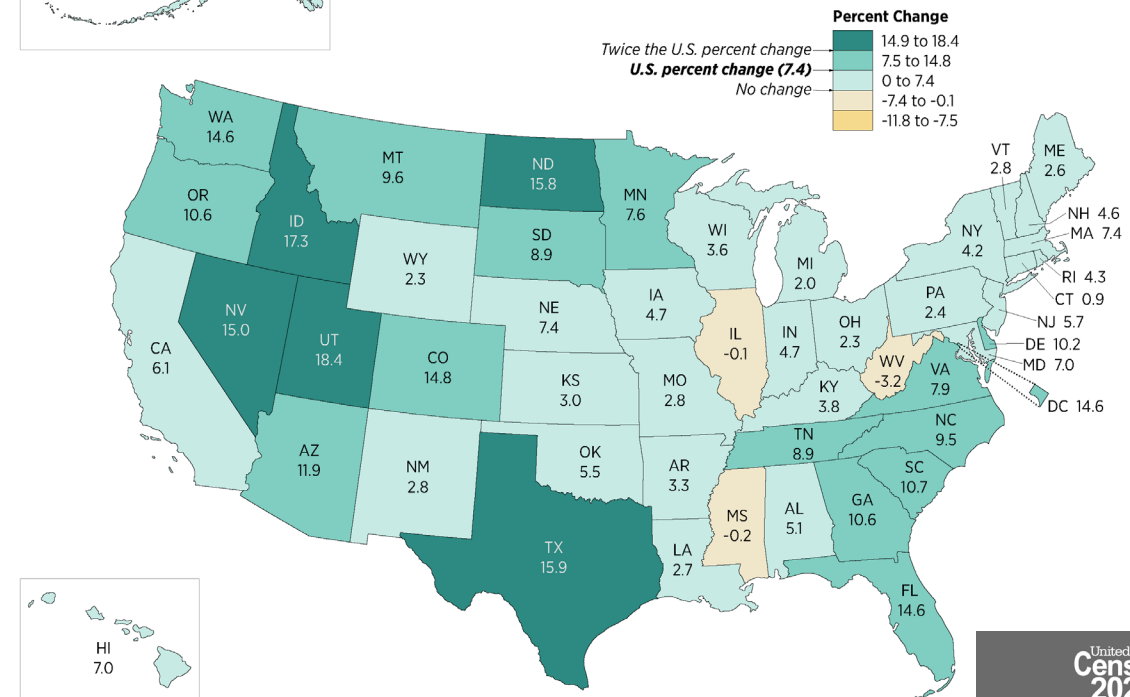 Percent Change
14.9 to 18.4
Twice the U.S. percent change
7.5 to 14.8
U.S. percent change (7.4)
0 to 7.4
No change
-7.4 to -0.1
-11.8 to -7.5
WA
14.6
MT
9.6
ND
15.8
MN
7.6
VT
2.8
ME
2.6
OR
10.6
ID
17.3
SD
8.9
WI
3.6
NH 4.6
MA 7.4
NY
4.2
WY
2.3
MI
2.0
RI 4.3
CT 0.9
NV
15.0
NE
7.4
IA
4.7
PA
2.4
NJ 5.7
UT
18.4
IL
-0.1
IN
4.7
OH
2.3
DE 10.2
MD 7.0
CA
6.1
CO
14.8
WV
-3.2
VA
7.9
KS
3.0
MO
2.8
KY
3.8
DC 14.6
AZ
11.9
NM
2.8
OK
5.5
AR
3.3
TN
8.9
NC
9.5
SC
10.7
MS
-0.2
AL
5.1
GA
10.6
TX
15.9
LA
2.7
FL
14.6
HI
7.0
United
Cens
202